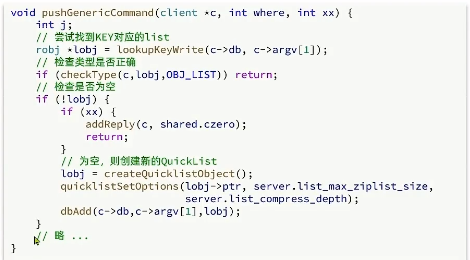 void pushGenericCommand(client *c, int where, int xx) {
    int j;
    // 尝试找到KEY对应的list
    robj *lobj = lookupKeyWrite(c->db, c->argv[1]);
    // 检查类型是否正确
    if (checkType(c,lobj,OBJ_LIST)) return;
    // 检查是否为空
    if (!lobj) {
        if (xx) {
            addReply(c, shared.czero);
            return;
        }
        // 为空，则创建新的QuickList
        lobj = createQuicklistObject();
        quicklistSetOptions(lobj->ptr, server.list_max_ziplist_size,
                            server.list_compress_depth);
        dbAdd(c->db,c->argv[1],lobj);
    }
    // 略 ...
}